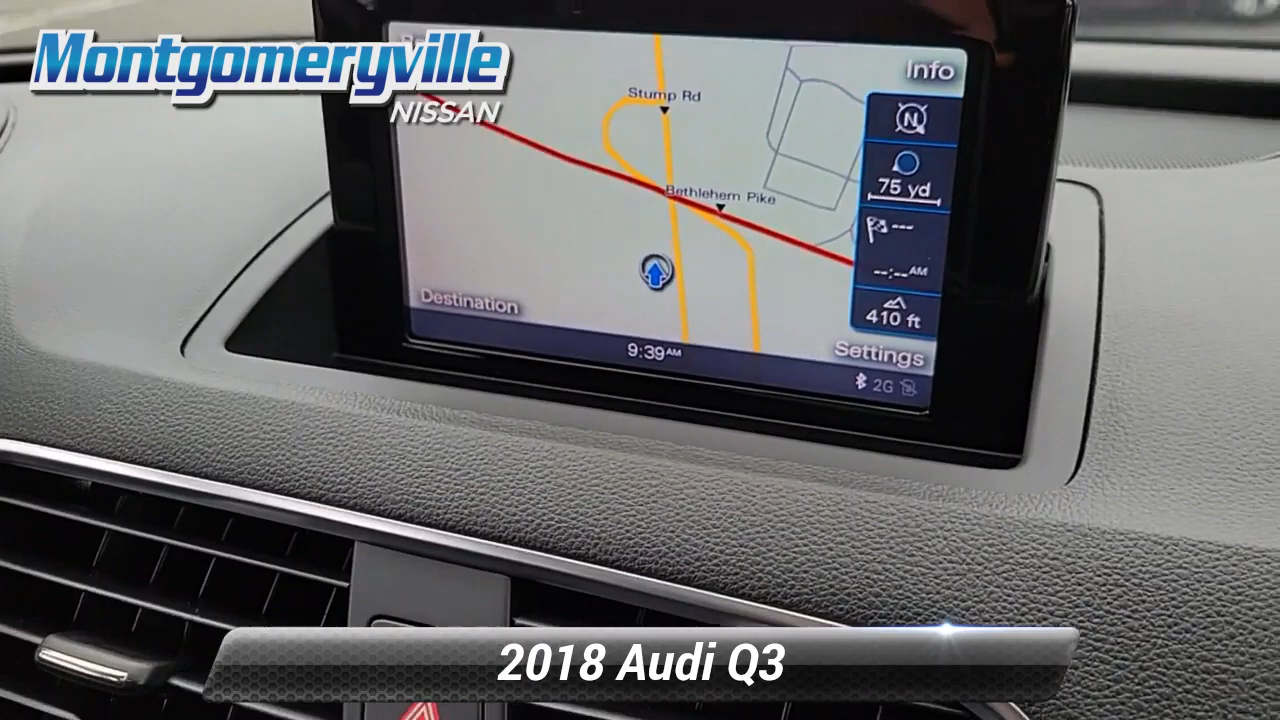 Montgomeryville
NISSAN
Info
Stump Rd
N
75 yd
Bethlehem Pike
---
--:--AM
410 ft
Destination
Settings
9:39AM
2G
2018 Audi Q3